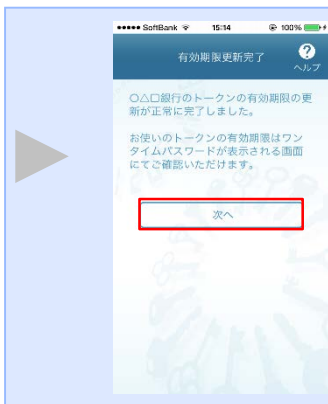 ●●●●● SoftBank 15:14 @ 100%
有効期限更新完了
?
ヘルプ
○△□銀行のトークンの有効期限の更
新が正常に完了しました。
お使いのトークンの有効期限はワン
タイムパスワードが表示される画面
にてご確認いただけます。
次へ